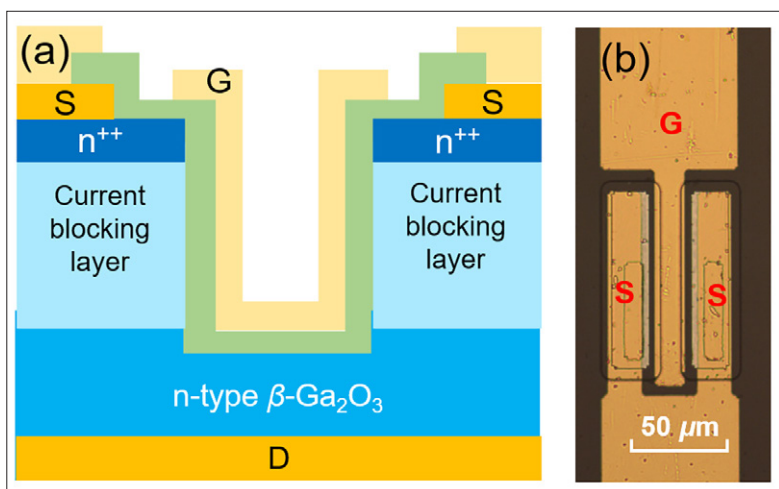 (a)
G
S
S
n⁺⁺
n⁺⁺
Current
blocking
layer
Current
blocking
layer
n-type β-Ga₂O₃
D
(b)
G
S
S
50 μm